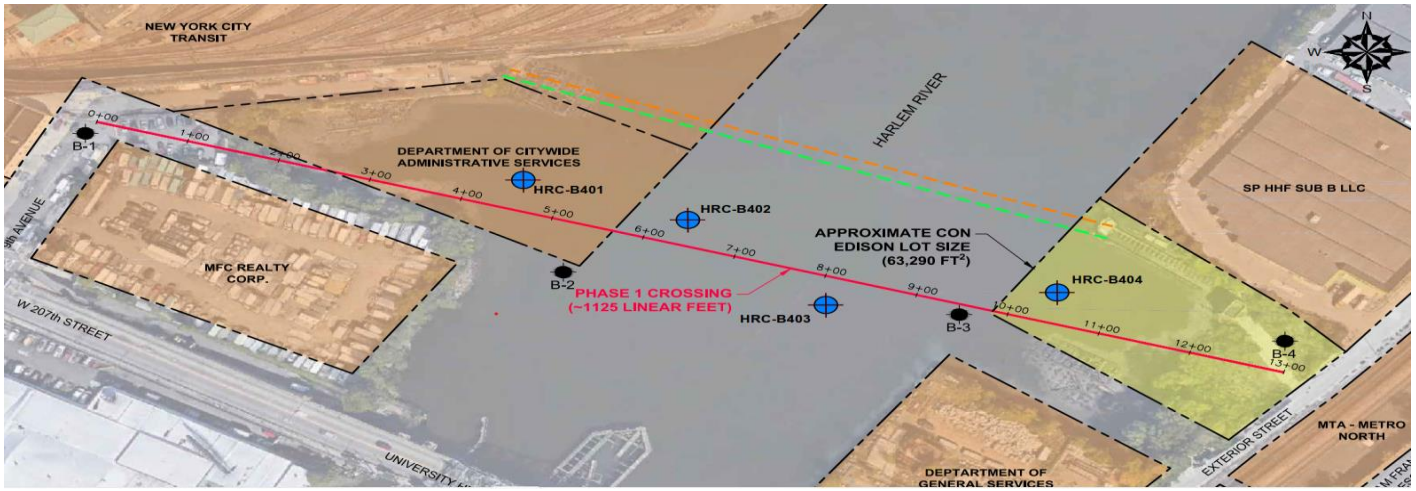 NEW YORK CITY
TRANSIT
N
W
E
S
HARLEM RIVER
0+00
1+00
2+00
3+00
4+00
5+00
6+00
7+00
8+00
9+00
10+00
11+00
12+00
13+00
B-1
DEPARTMENT OF CITYWIDE
ADMINISTRATIVE SERVICES
HRC-B401
HRC-B402
SP HHF SUB B LLC
APPROXIMATE CON
EDISON LOT SIZE
(63,290 FT²)
MFC REALTY
CORP.
B-2
PHASE 1 CROSSING
(~1125 LINEAR FEET)
HRC-B403
HRC-B404
B-3
B-4
9th AVENUE
W 207th STREET
UNIVERSITY
DEPTARTMENT OF
GENERAL SERVICES
EXTERIOR STREET
MTA - METRO
NORTH